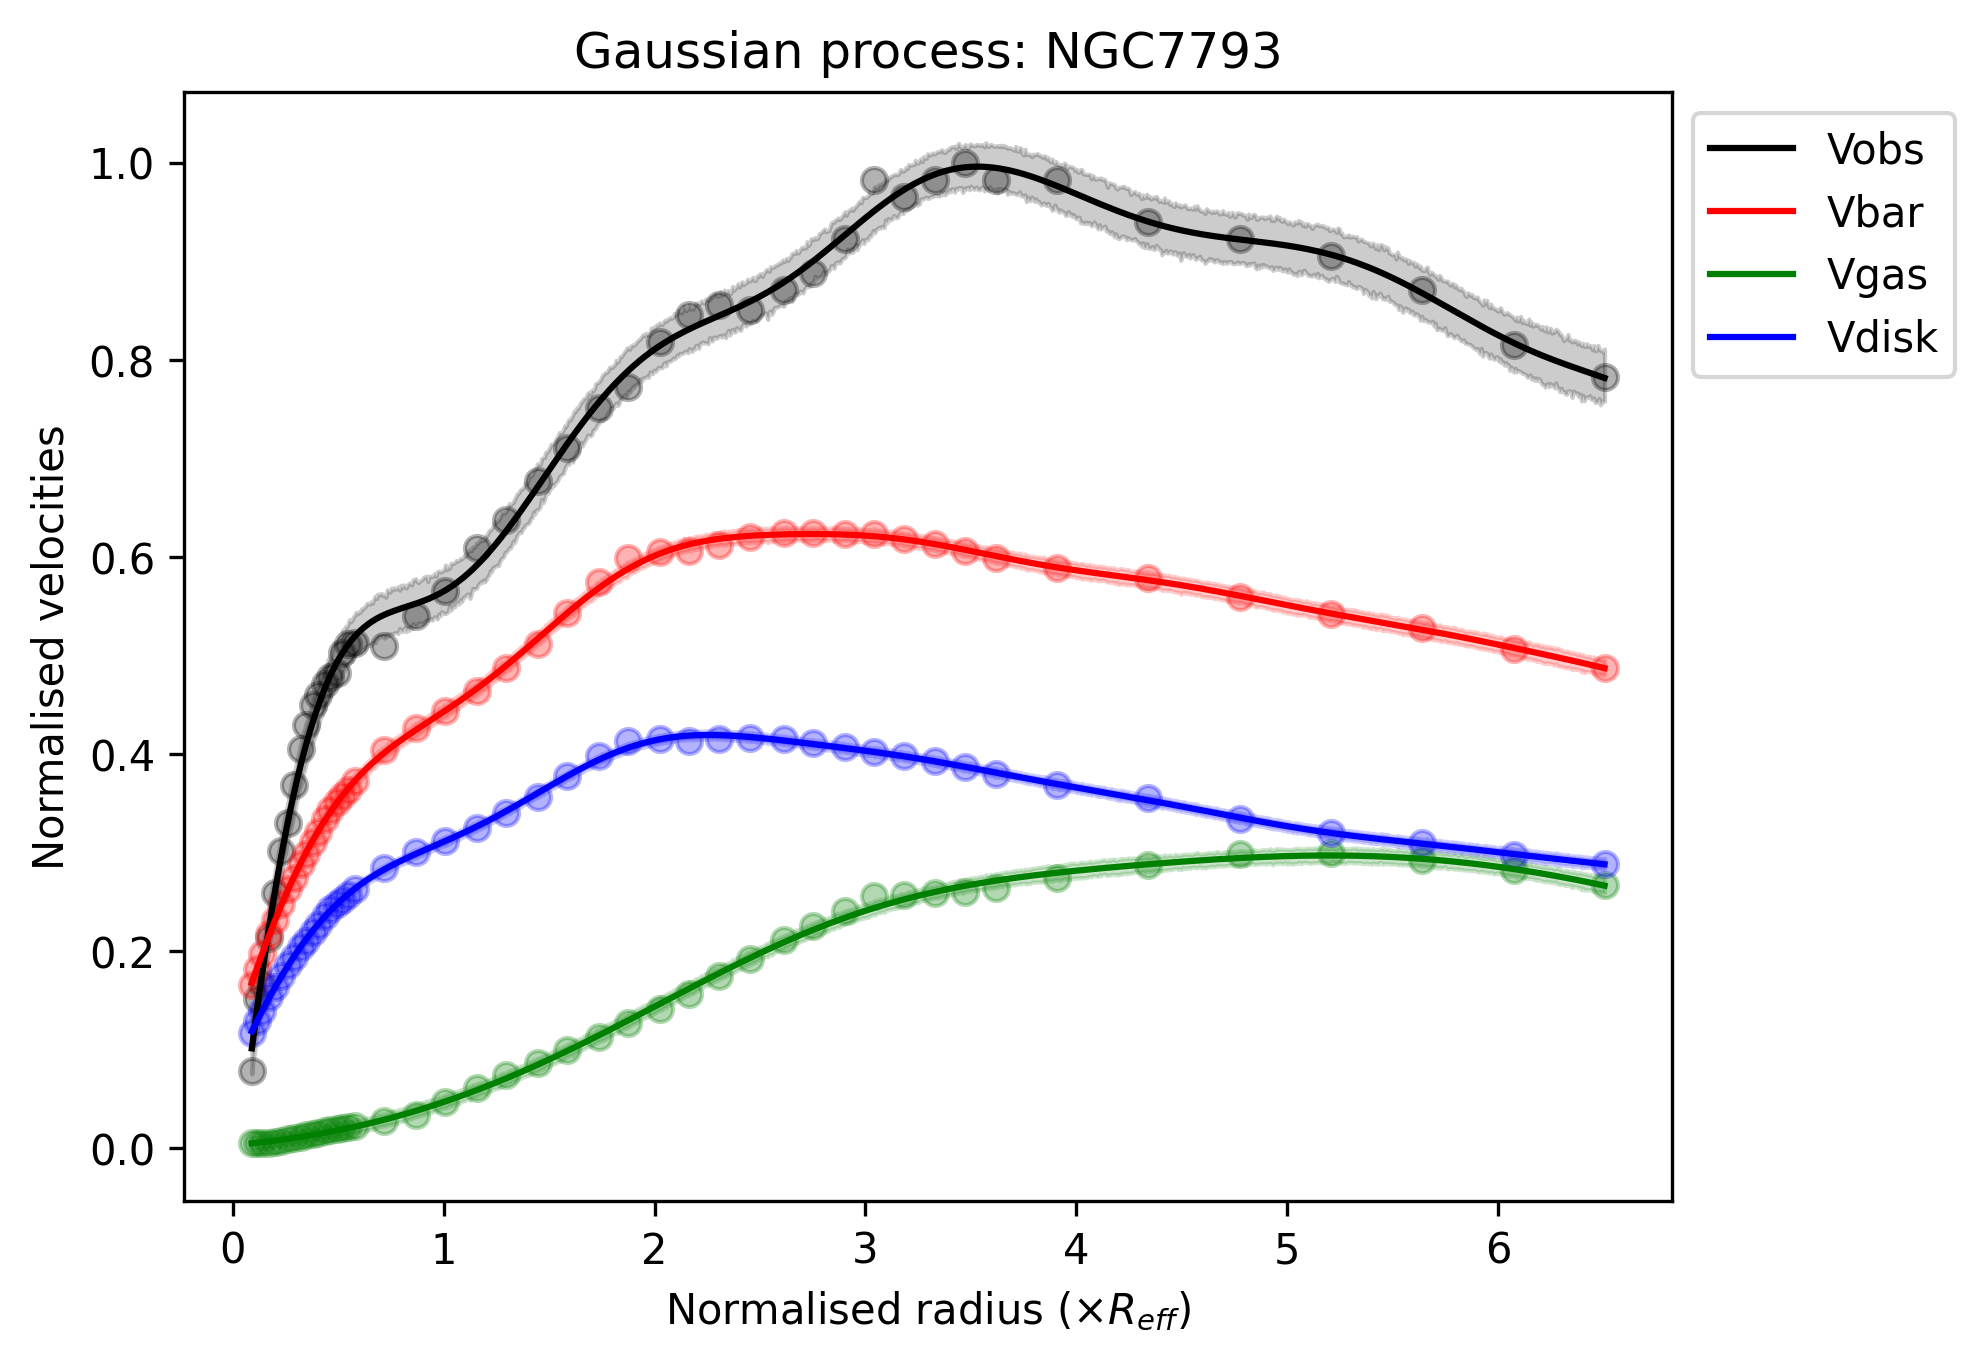 Gaussian process: NGC7793
Normalised velocities
1.0
0.8
0.6
0.4
0.2
0.0
0 1 2 3 4 5 6
Normalised radius (×R_eff)
Vobs
Vbar
Vgas
Vdisk